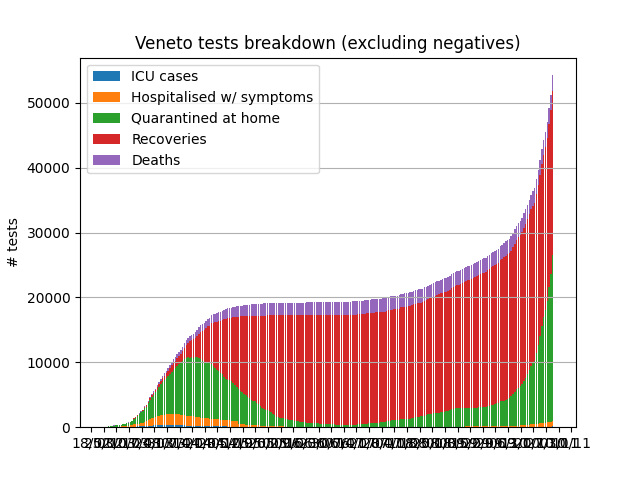 Veneto tests breakdown (excluding negatives)
ICU cases
Hospitalised w/ symptoms
Quarantined at home
Recoveries
Deaths
# tests
50000
40000
30000
20000
10000
0